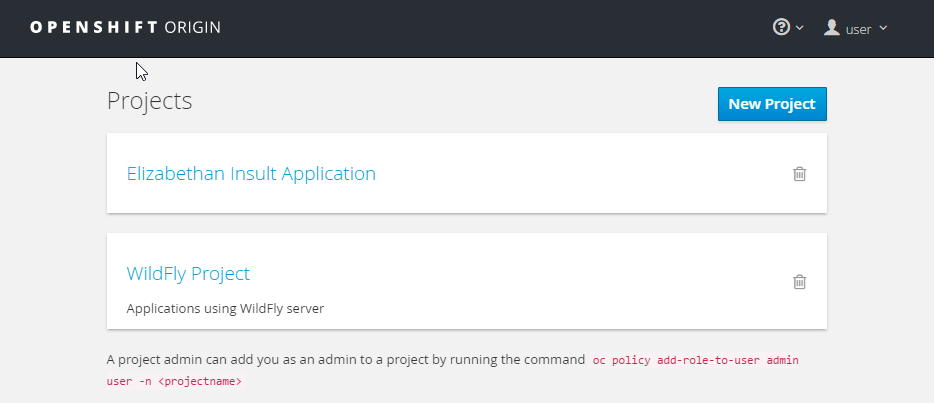 OPENSHIFT ORIGIN
user
Projects
New Project
Elizabethan Insult Application
WildFly Project
Applications using WildFly server
A project admin can add you as an admin to a project by running the command oc policy add-role-to-user admin
user -n <projectname>